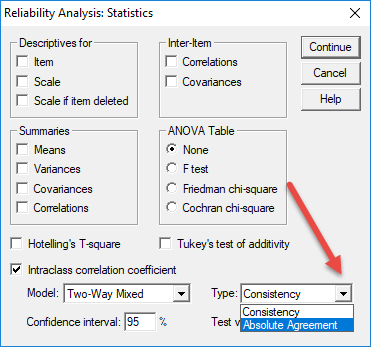 Reliability Analysis: Statistics
Descriptives for
Item
Scale
Scale if item deleted
Inter-Item
Correlations
Covariances
Continue
Cancel
Help
Summaries
Means
Variances
Covariances
Correlations
ANOVA Table
None
F test
Friedman chi-square
Cochran chi-square
Hotelling's T-square
Tukey's test of additivity
Intraclass correlation coefficient
Model: Two-Way Mixed
Type: Consistency
Consistency
Absolute Agreement
Confidence interval: 95 %
Test v